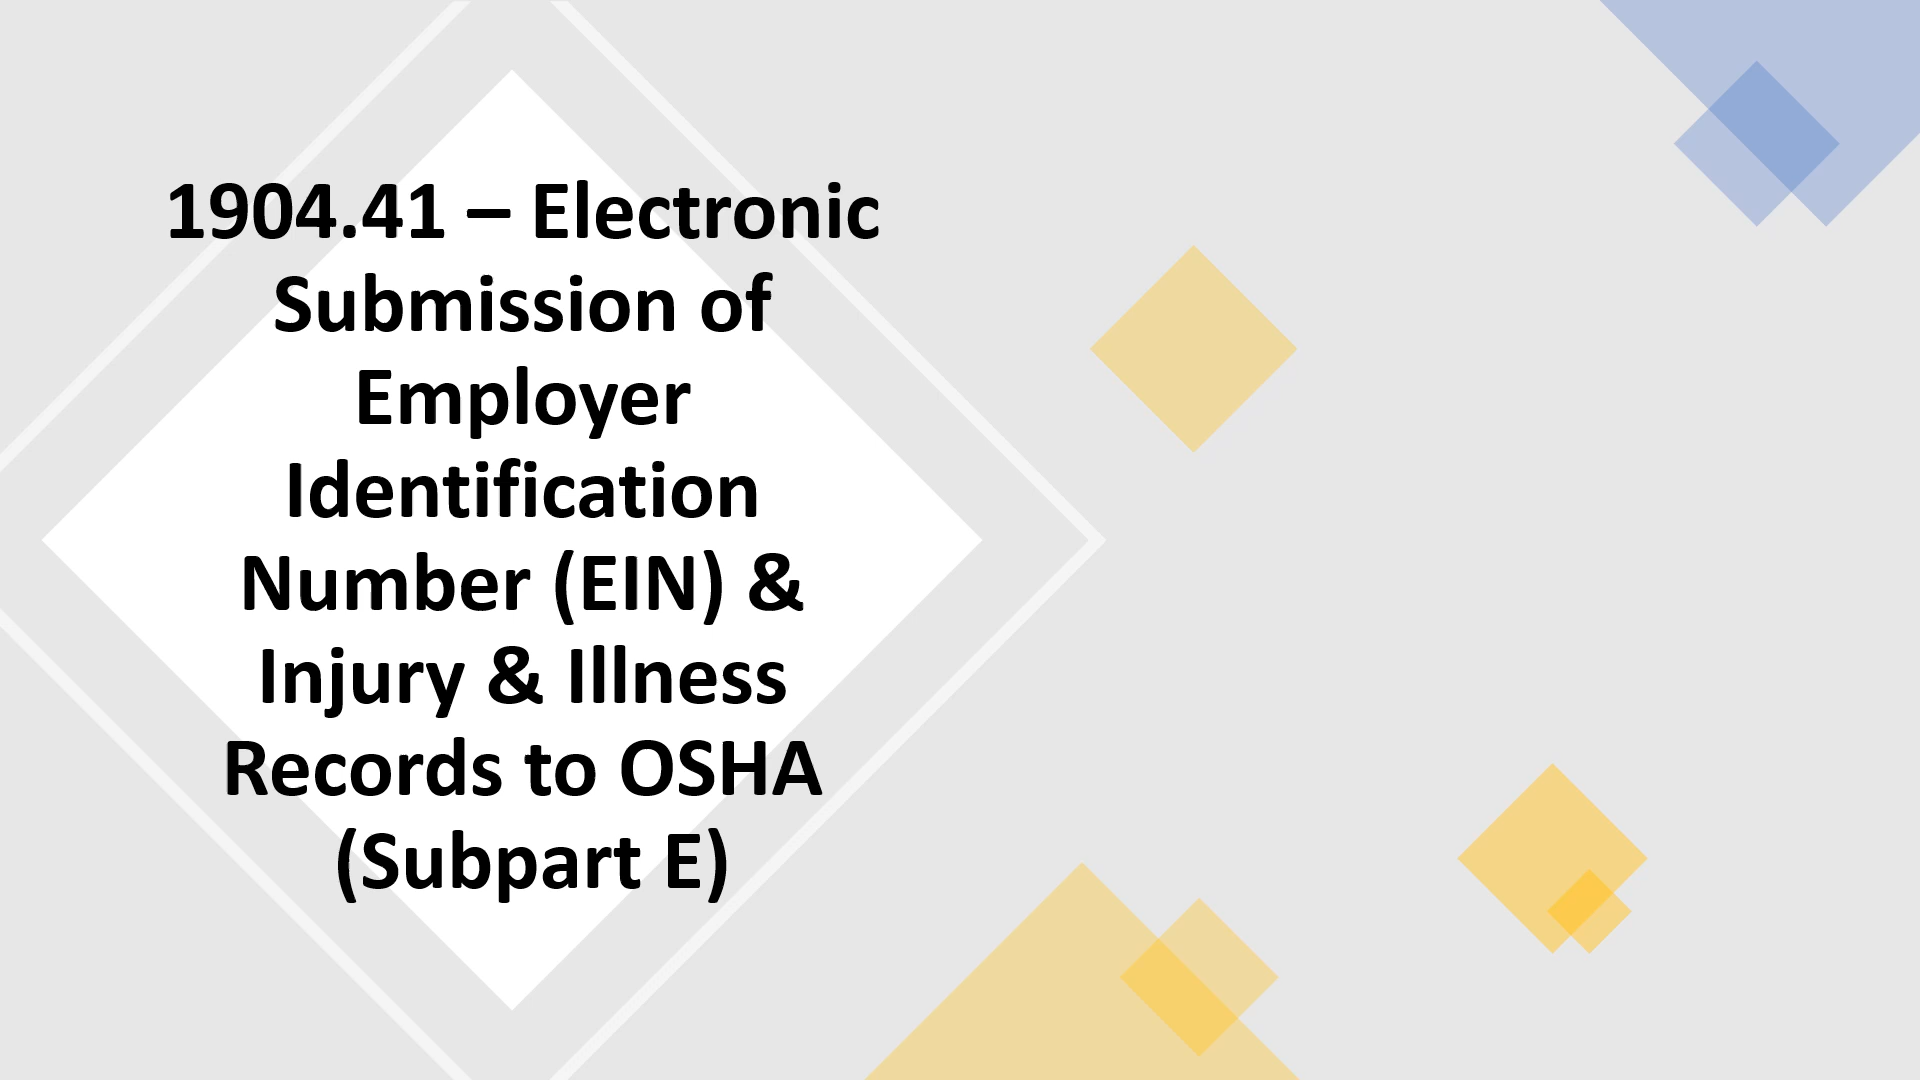 1904.41 – Electronic
Submission of
Employer
Identification
Number (EIN) &
Injury & Illness
Records to OSHA
(Subpart E)